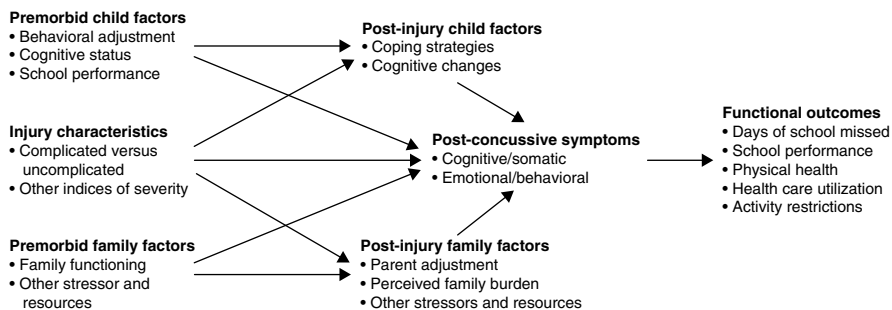 Premorbid child factors
• Behavioral adjustment
• Cognitive status
• School performance
Injury characteristics
• Complicated versus
uncomplicated
• Other indices of severity
Premorbid family factors
• Family functioning
• Other stressor and
resources
Post-injury child factors
• Coping strategies
• Cognitive changes
Post-concussive symptoms
• Cognitive/somatic
• Emotional/behavioral
Post-injury family factors
• Parent adjustment
• Perceived family burden
• Other stressors and resources
Functional outcomes
• Days of school missed
• School performance
• Physical health
• Health care utilization
• Activity restrictions